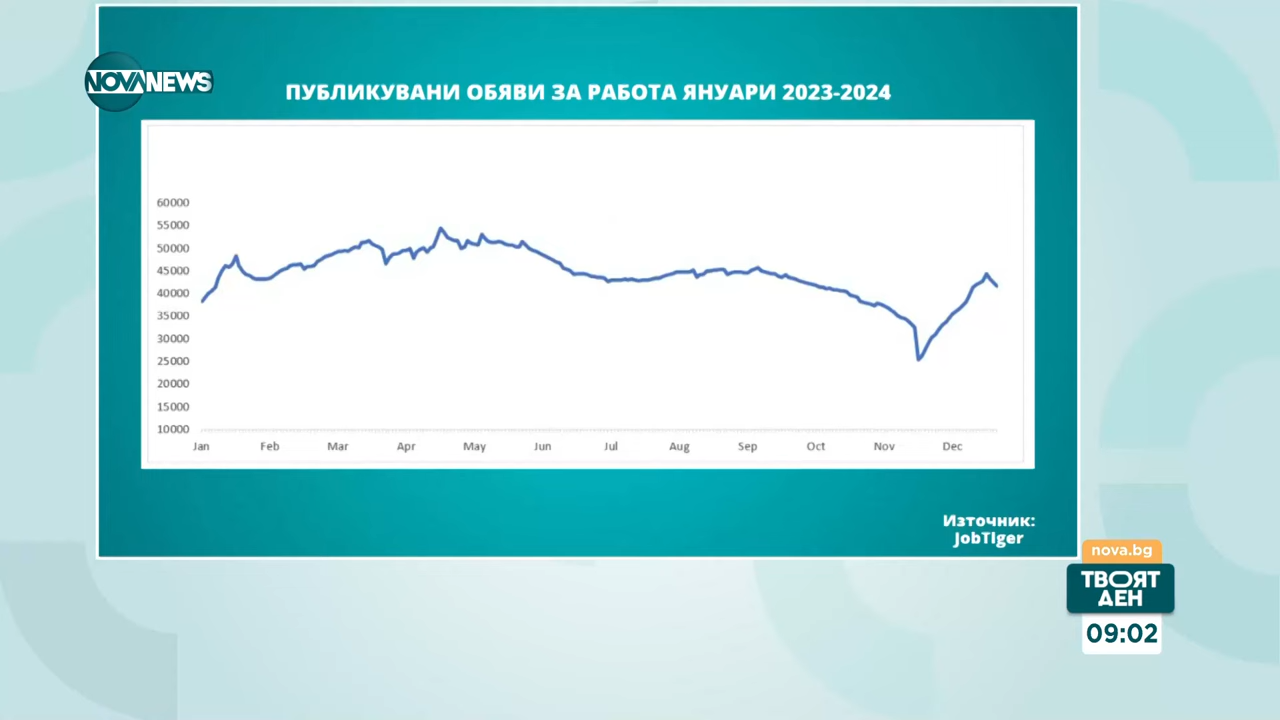 NOVANEWS
ПУБЛИКУВАНИ ОБЯВИ ЗА РАБОТА ЯНУАРИ 2023-2024
60000
55000
50000
45000
40000
35000
30000
25000
20000
15000
10000
Jan Feb Mar Apr May Jun Jul Aug Sep Oct Nov Dec
Източник:
JobTIger
nova.bg
ТВОЯТ
ДЕН
09:02